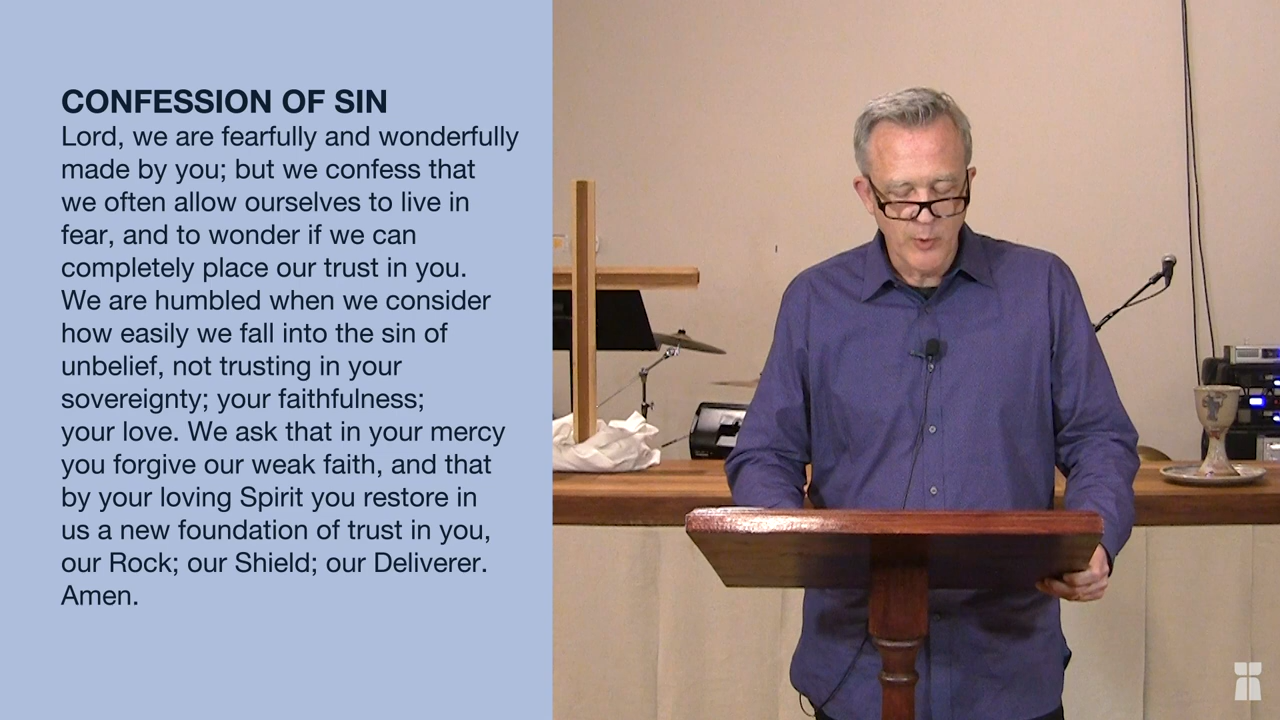 CONFESSION OF SIN
Lord, we are fearfully and wonderfully
made by you; but we confess that
we often allow ourselves to live in
fear, and to wonder if we can
completely place our trust in you.
We are humbled when we consider
how easily we fall into the sin of
unbelief, not trusting in your
sovereignty; your faithfulness;
your love. We ask that in your mercy
you forgive our weak faith, and that
by your loving Spirit you restore in
us a new foundation of trust in you,
our Rock; our Shield; our Deliverer.
Amen.